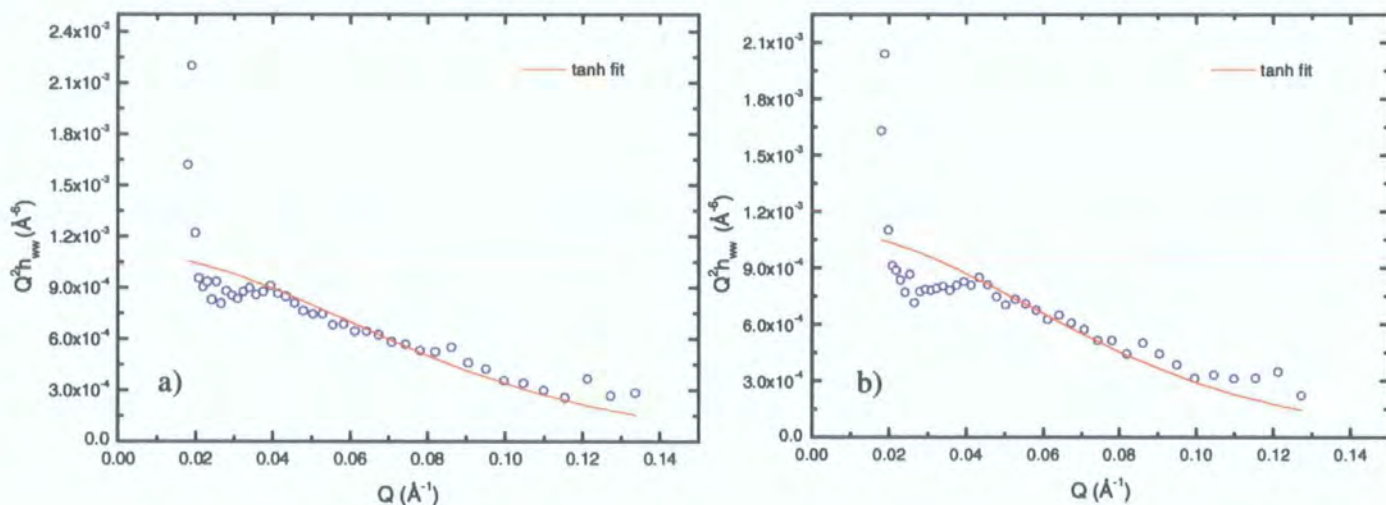 2.4x10⁻³
2.1x10⁻³
1.8x10⁻³
1.5x10⁻³
1.2x10⁻³
9.0x10⁻⁴
6.0x10⁻⁴
3.0x10⁻⁴
0.0
Q²h_ww (Å⁻⁶)
tanh fit
a)
0.00 0.02 0.04 0.06 0.08 0.10 0.12 0.14
Q (Å⁻¹)
2.1x10⁻³
1.8x10⁻³
1.5x10⁻³
1.2x10⁻³
9.0x10⁻⁴
6.0x10⁻⁴
3.0x10⁻⁴
0.0
Q²h_ww (Å⁻⁶)
tanh fit
b)
0.00 0.02 0.04 0.06 0.08 0.10 0.12 0.14
Q (Å⁻¹)